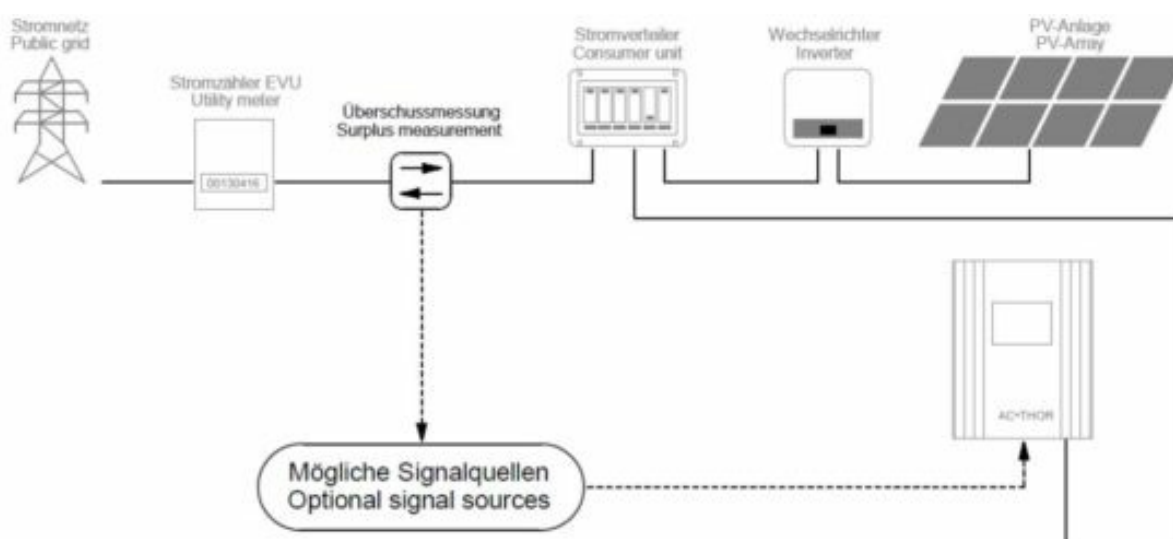 Stromnetz
Public grid
Stromzähler EVU
Utility meter
00130416
Überschussmessung
Surplus measurement
Stromverteiler
Consumer unit
Wechselrichter
Inverter
PV-Anlage
PV-Array
AC•THOR
Mögliche Signalquellen
Optional signal sources